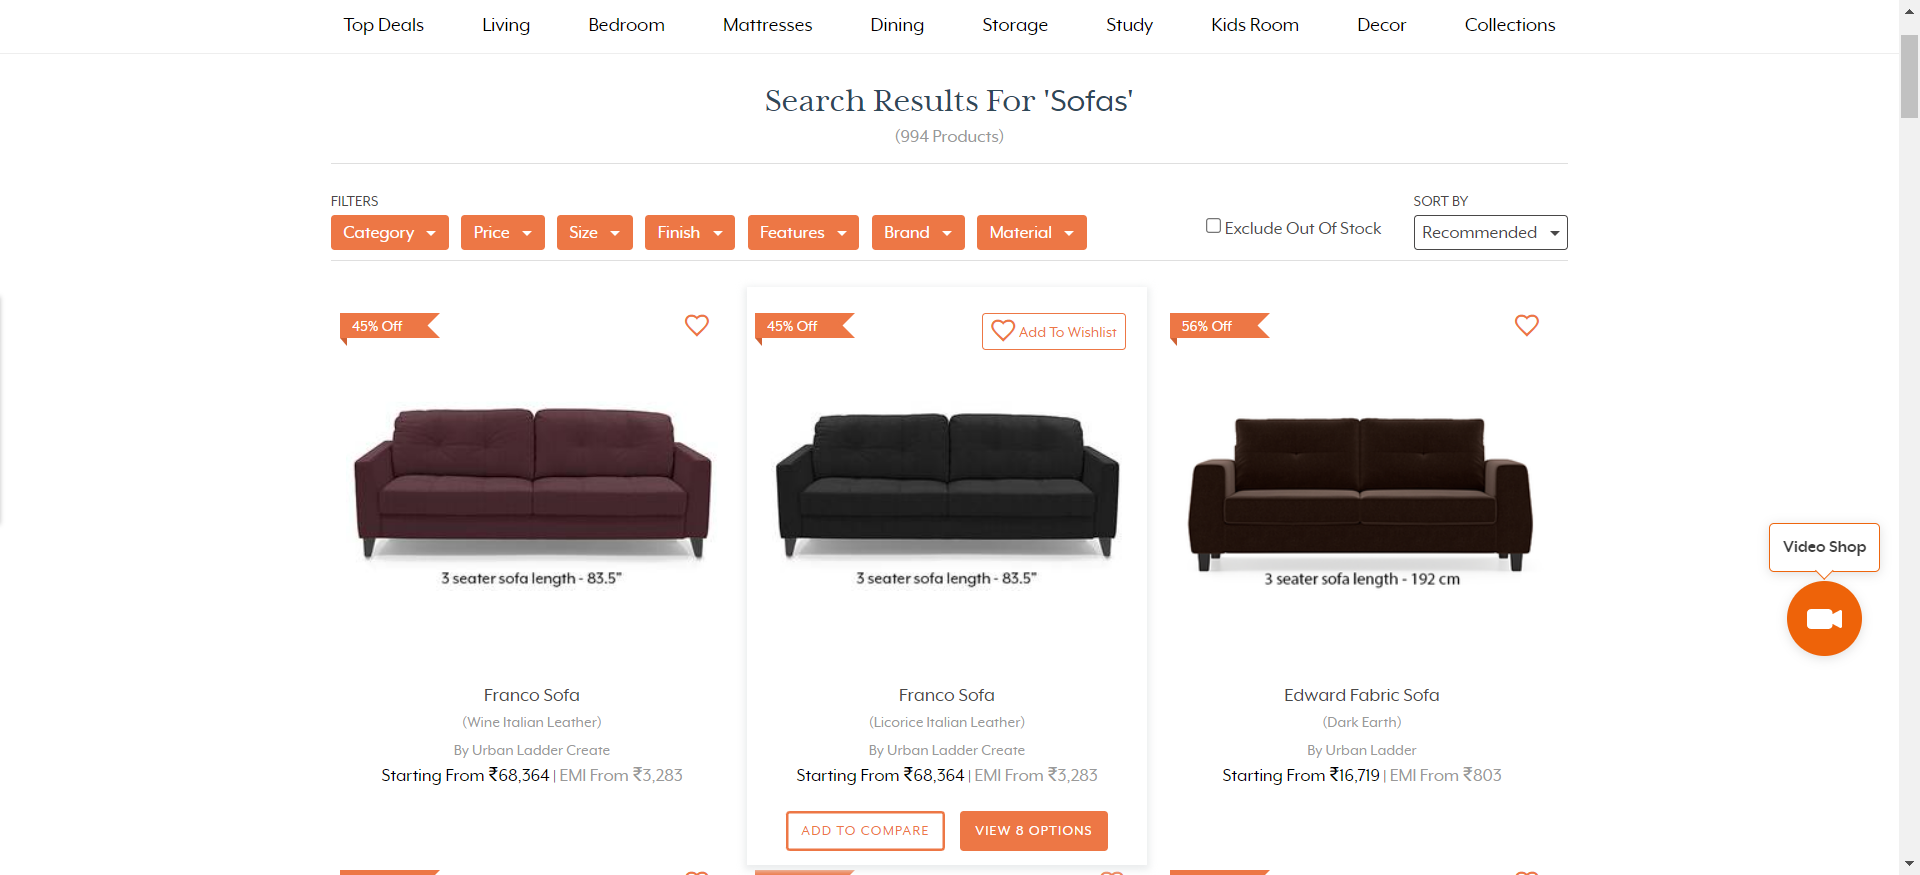 Top Deals Living Bedroom Mattresses Dining Storage Study Kids Room Decor Collections
Search Results For 'Sofas'
(994 Products)
FILTERS
SORT BY
Category Price Size Finish Features Brand Material
Exclude Out Of Stock
Recommended
45% Off
45% Off
Add To Wishlist
56% Off
3 seater sofa length - 83.5"
3 seater sofa length - 83.5"
3 seater sofa length - 192 cm
Video Shop
Franco Sofa
(Wine Italian Leather)
By Urban Ladder Create
Starting From ₹68,364 | EMI From ₹3,283
Franco Sofa
(Licorice Italian Leather)
By Urban Ladder Create
Starting From ₹68,364 | EMI From ₹3,283
ADD TO COMPARE
VIEW 8 OPTIONS
Edward Fabric Sofa
(Dark Earth)
By Urban Ladder
Starting From ₹16,719 | EMI From ₹803